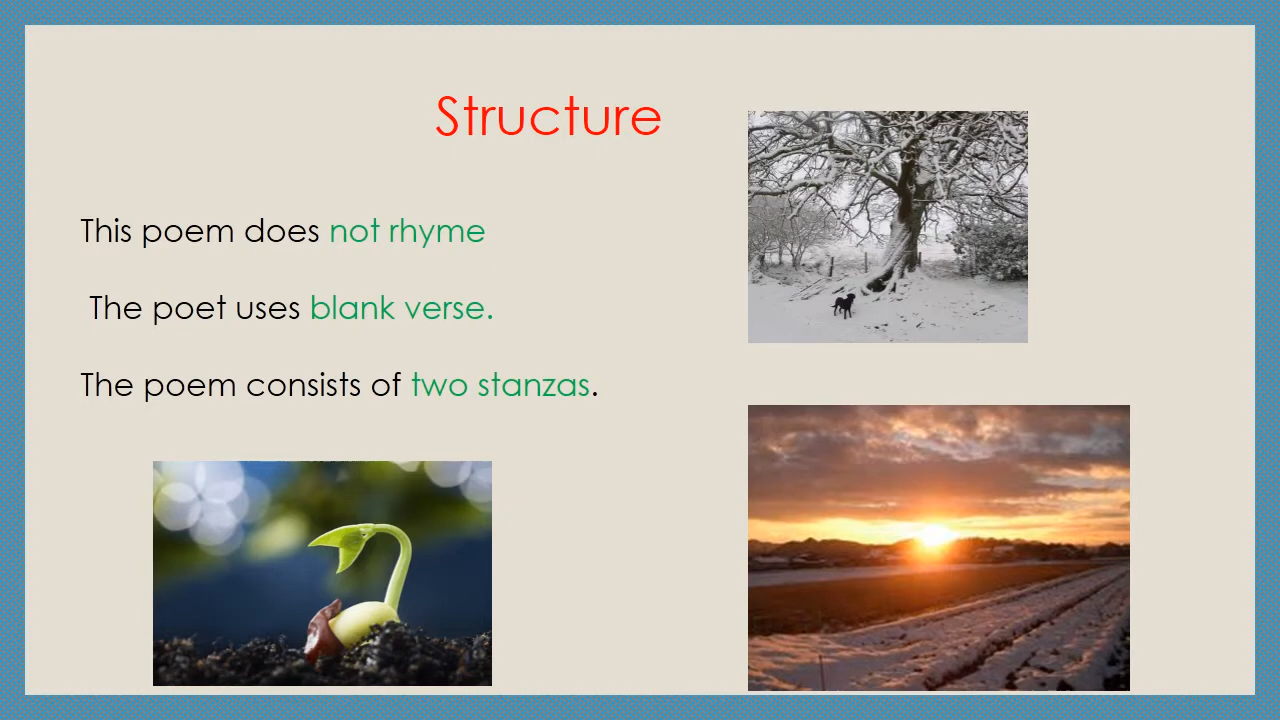 Structure
This poem does not rhyme
The poet uses blank verse.
The poem consists of two stanzas.